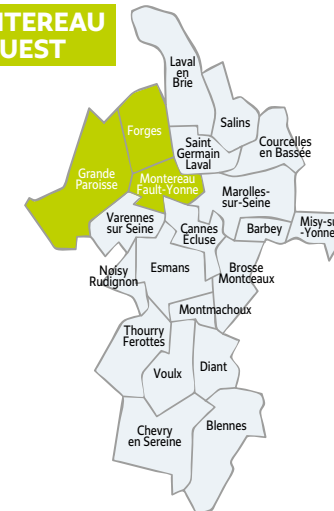 NTEREAU
UEST
Laval
en
Brie
Salins
Forges
Saint
Germain
Laval
Courcelles
en Bassée
Grande
Paroisse
Montereau
Fault-Yonne
Marolles-
sur-Seine
Varennes
sur Seine
Cannes
Écluse
Barbey
Misy-su
-Yonne
Noisy
Rudignon
Esmans
Brosse
Montceaux
Montmachoux
Thourry
Ferottes
Voulx
Diant
Chevry
en Sereine
Blennes